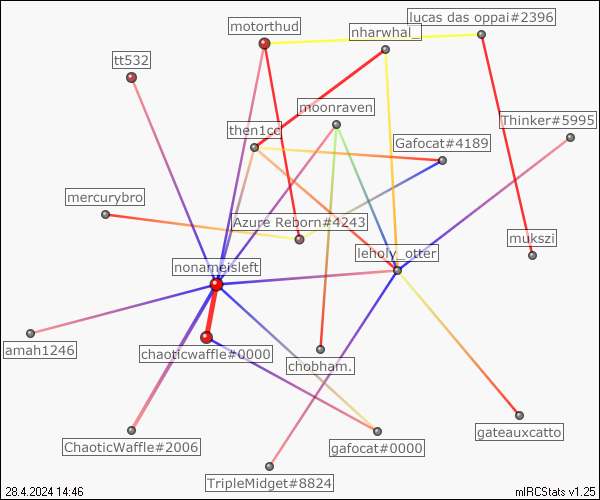 lucas das oppai#2396
motorthud
nharwhal_
tt532
moonraven
Thinker#5995
then1cc
Gafocat#4189
mercurybro
Azure Reborn#4243
mukszi
leholy_otter
nonameisleft
amah1246
chaoticwaffle#0000
chobham.
gateauxcatto
ChaoticWaffle#2006
gafocat#0000
TripleMidget#8824
28.4.2024 14:46
mIRCStats v1.25